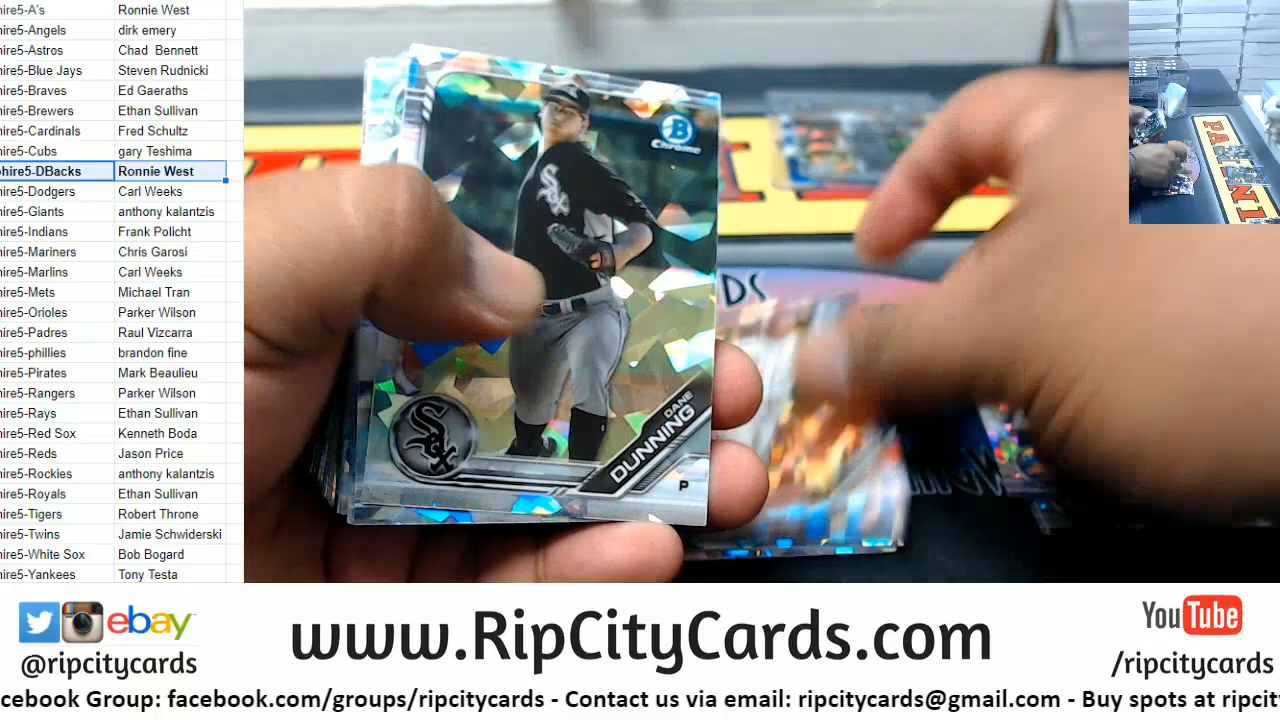 hire5-A's Ronnie West
hire5-Angels dirk emery
hire5-Astros Chad Bennett
hire5-Blue Jays Steven Rudnicki
hire5-Braves Ed Gaeraths
hire5-Brewers Ethan Sullivan
hire5-Cardinals Fred Schultz
hire5-Cubs gary Teshima
phire5-DBacks Ronnie West
hire5-Dodgers Carl Weeks
hire5-Giants anthony kalantzis
hire5-Indians Frank Policht
hire5-Mariners Chris Garosi
hire5-Marlins Carl Weeks
hire5-Mets Michael Tran
hire5-Orioles Parker Wilson
hire5-Padres Raul Vizcarra
hire5-phillies brandon fine
hire5-Pirates Mark Beaulieu
hire5-Rangers Parker Wilson
hire5-Rays Ethan Sullivan
hire5-Red Sox Kenneth Boda
hire5-Reds Jason Price
hire5-Rockies anthony kalantzis
hire5-Royals Ethan Sullivan
hire5-Tigers Robert Throne
hire5-Twins Jamie Schwiderski
hire5-White Sox Bob Bogard
hire5-Yankees Tony Testa
B
Chrome
Sox
Sox
DANE
DUNNING
P
DS
PANINI
ebay
@ripcitycards
www.RipCityCards.com
YouTube
/ripcitycards
cebook Group: facebook.com/groups/ripcitycards - Contact us via email: ripcitycards@gmail.com - Buy spots at ripcit